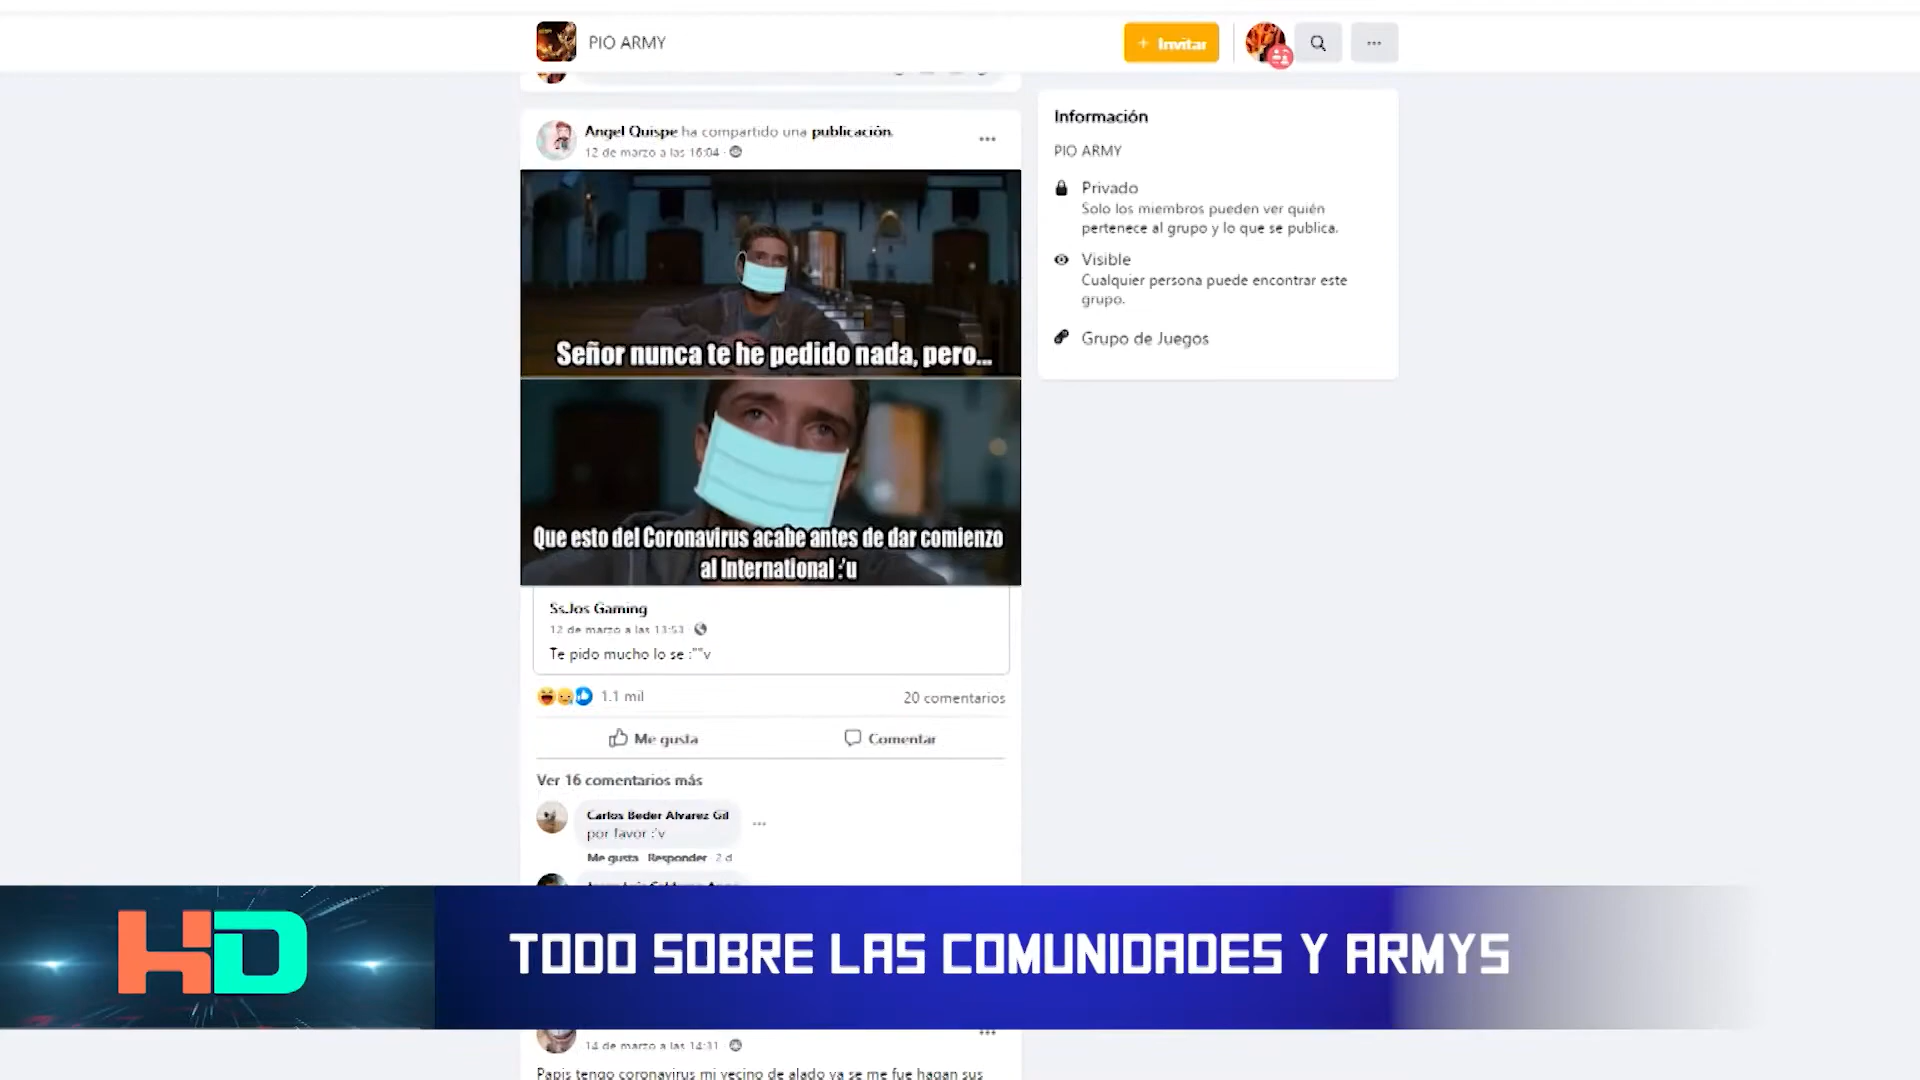 PIO ARMY
+ Invitar
Angel Quispe ha compartido una publicación.
12 de marzo a las 16:04 ·
Señor nunca te he pedido nada, pero...
Que esto del Coronavirus acabe antes de dar comienzo
al International :'u
SsJos Gaming
12 de marzo a las 13:53
Te pido mucho lo se :'''v
1.1 mil
20 comentarios
Me gusta
Comentar
Ver 16 comentarios más
Carlos Beder Alvarez Gil
por favor :'v
Me gusta Responder 2 d
Información
PIO ARMY
Privado
Solo los miembros pueden ver quién
pertenece al grupo y lo que se publica.
Visible
Cualquier persona puede encontrar este
grupo.
Grupo de Juegos
HD
TODO SOBRE LAS COMUNIDADES Y ARMYS
14 de marzo a las 14:31 ·
Papis tengo coronavirus mi vecino de alado ya se me fue hagan sus